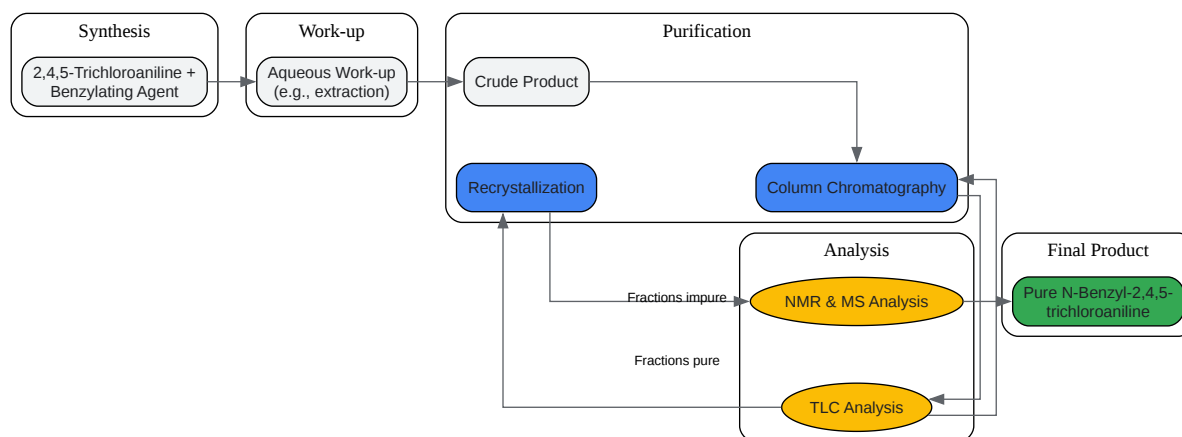 Synthesis
2,4,5-Trichloroaniline +
Benzylating Agent
Work-up
Aqueous Work-up
(e.g., extraction)
Purification
Crude Product
Recrystallization
Column Chromatography
Analysis
Fractions impure
NMR & MS Analysis
Fractions pure
TLC Analysis
Final Product
Pure N-Benzyl-2,4,5-
trichloroaniline